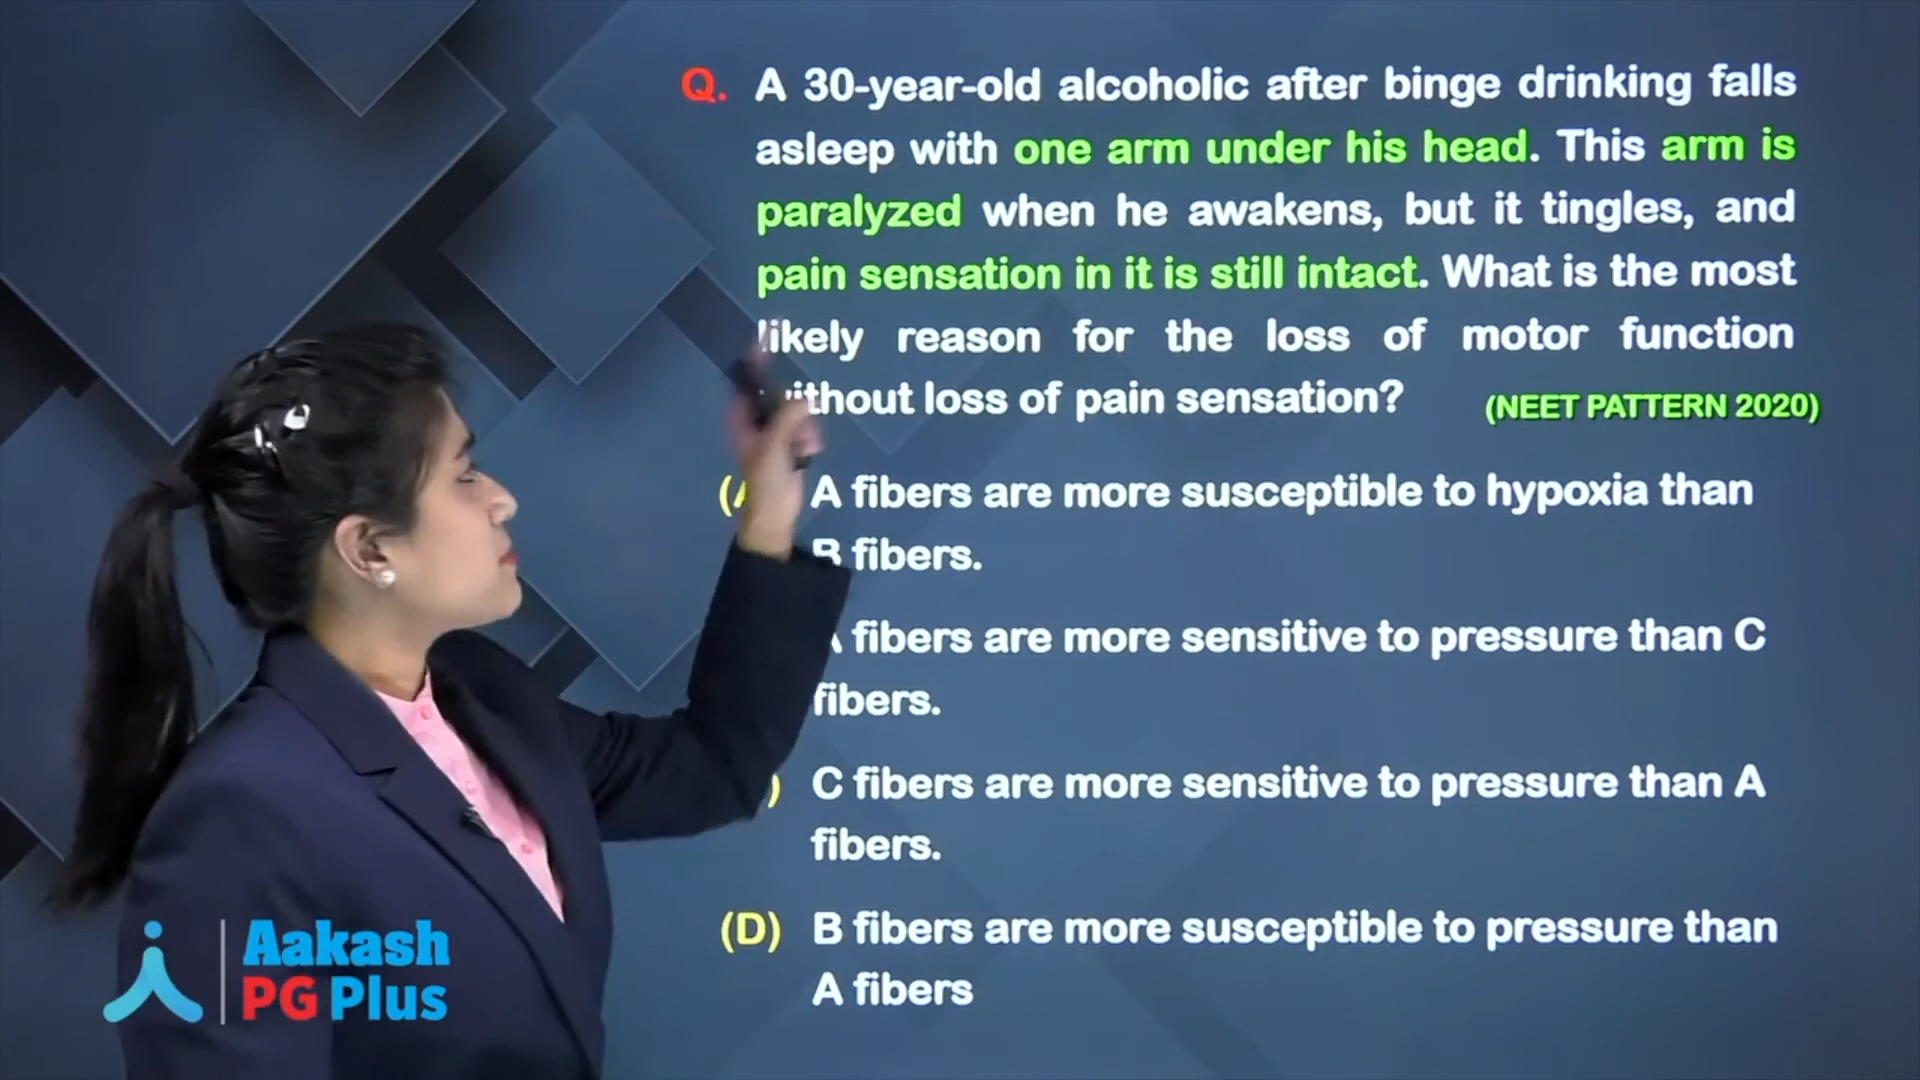 Q. A 30-year-old alcoholic after binge drinking falls
asleep with one arm under his head. This arm is
paralyzed when he awakens, but it tingles, and
pain sensation in it is still intact. What is the most
likely reason for the loss of motor function
without loss of pain sensation? (NEET PATTERN 2020)
(A A fibers are more susceptible to hypoxia than
B fibers.
A fibers are more sensitive to pressure than C
fibers.
) C fibers are more sensitive to pressure than A
fibers.
(D) B fibers are more susceptible to pressure than
A fibers
Aakash
PG Plus